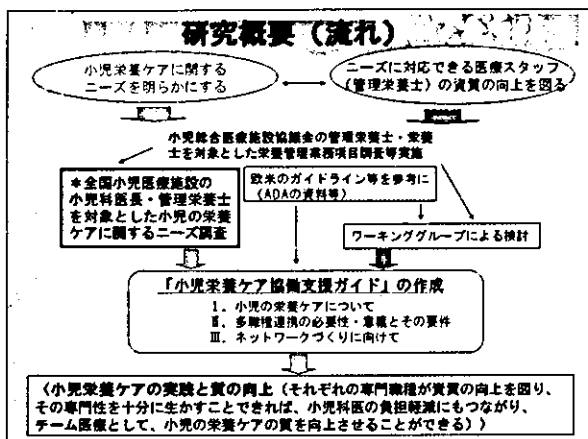 研究概要（流れ）
小児栄養ケアに関する
ニーズを明らかにする
ニーズに対応できる医療スタッフ
（管理栄養士）の資質の向上を図る
小児総合医療施設協議会の管理栄養士・栄養
士を対象とした栄養管理業務項目調査等実施
＊全国小児医療施設の
小児科医長・管理栄養士
を対象とした小児の栄養
ケアに関するニーズ調査
欧米のガイドライン等を参考に
（ADAの資料等）
ワーキンググループによる検討
「小児栄養ケア協働支援ガイド」の作成
Ⅰ．小児の栄養ケアについて
Ⅱ．多職種連携の必要性・意義とその要件
Ⅲ．ネットワークづくりに向けて
〈小児栄養ケアの実践と質の向上（それぞれの専門職種が資質の向上を図り、
その専門性を十分に生かすことできれば、小児科医の負担軽減にもつながり、
チーム医療として、小児の栄養ケアの質を向上させることができる）〉